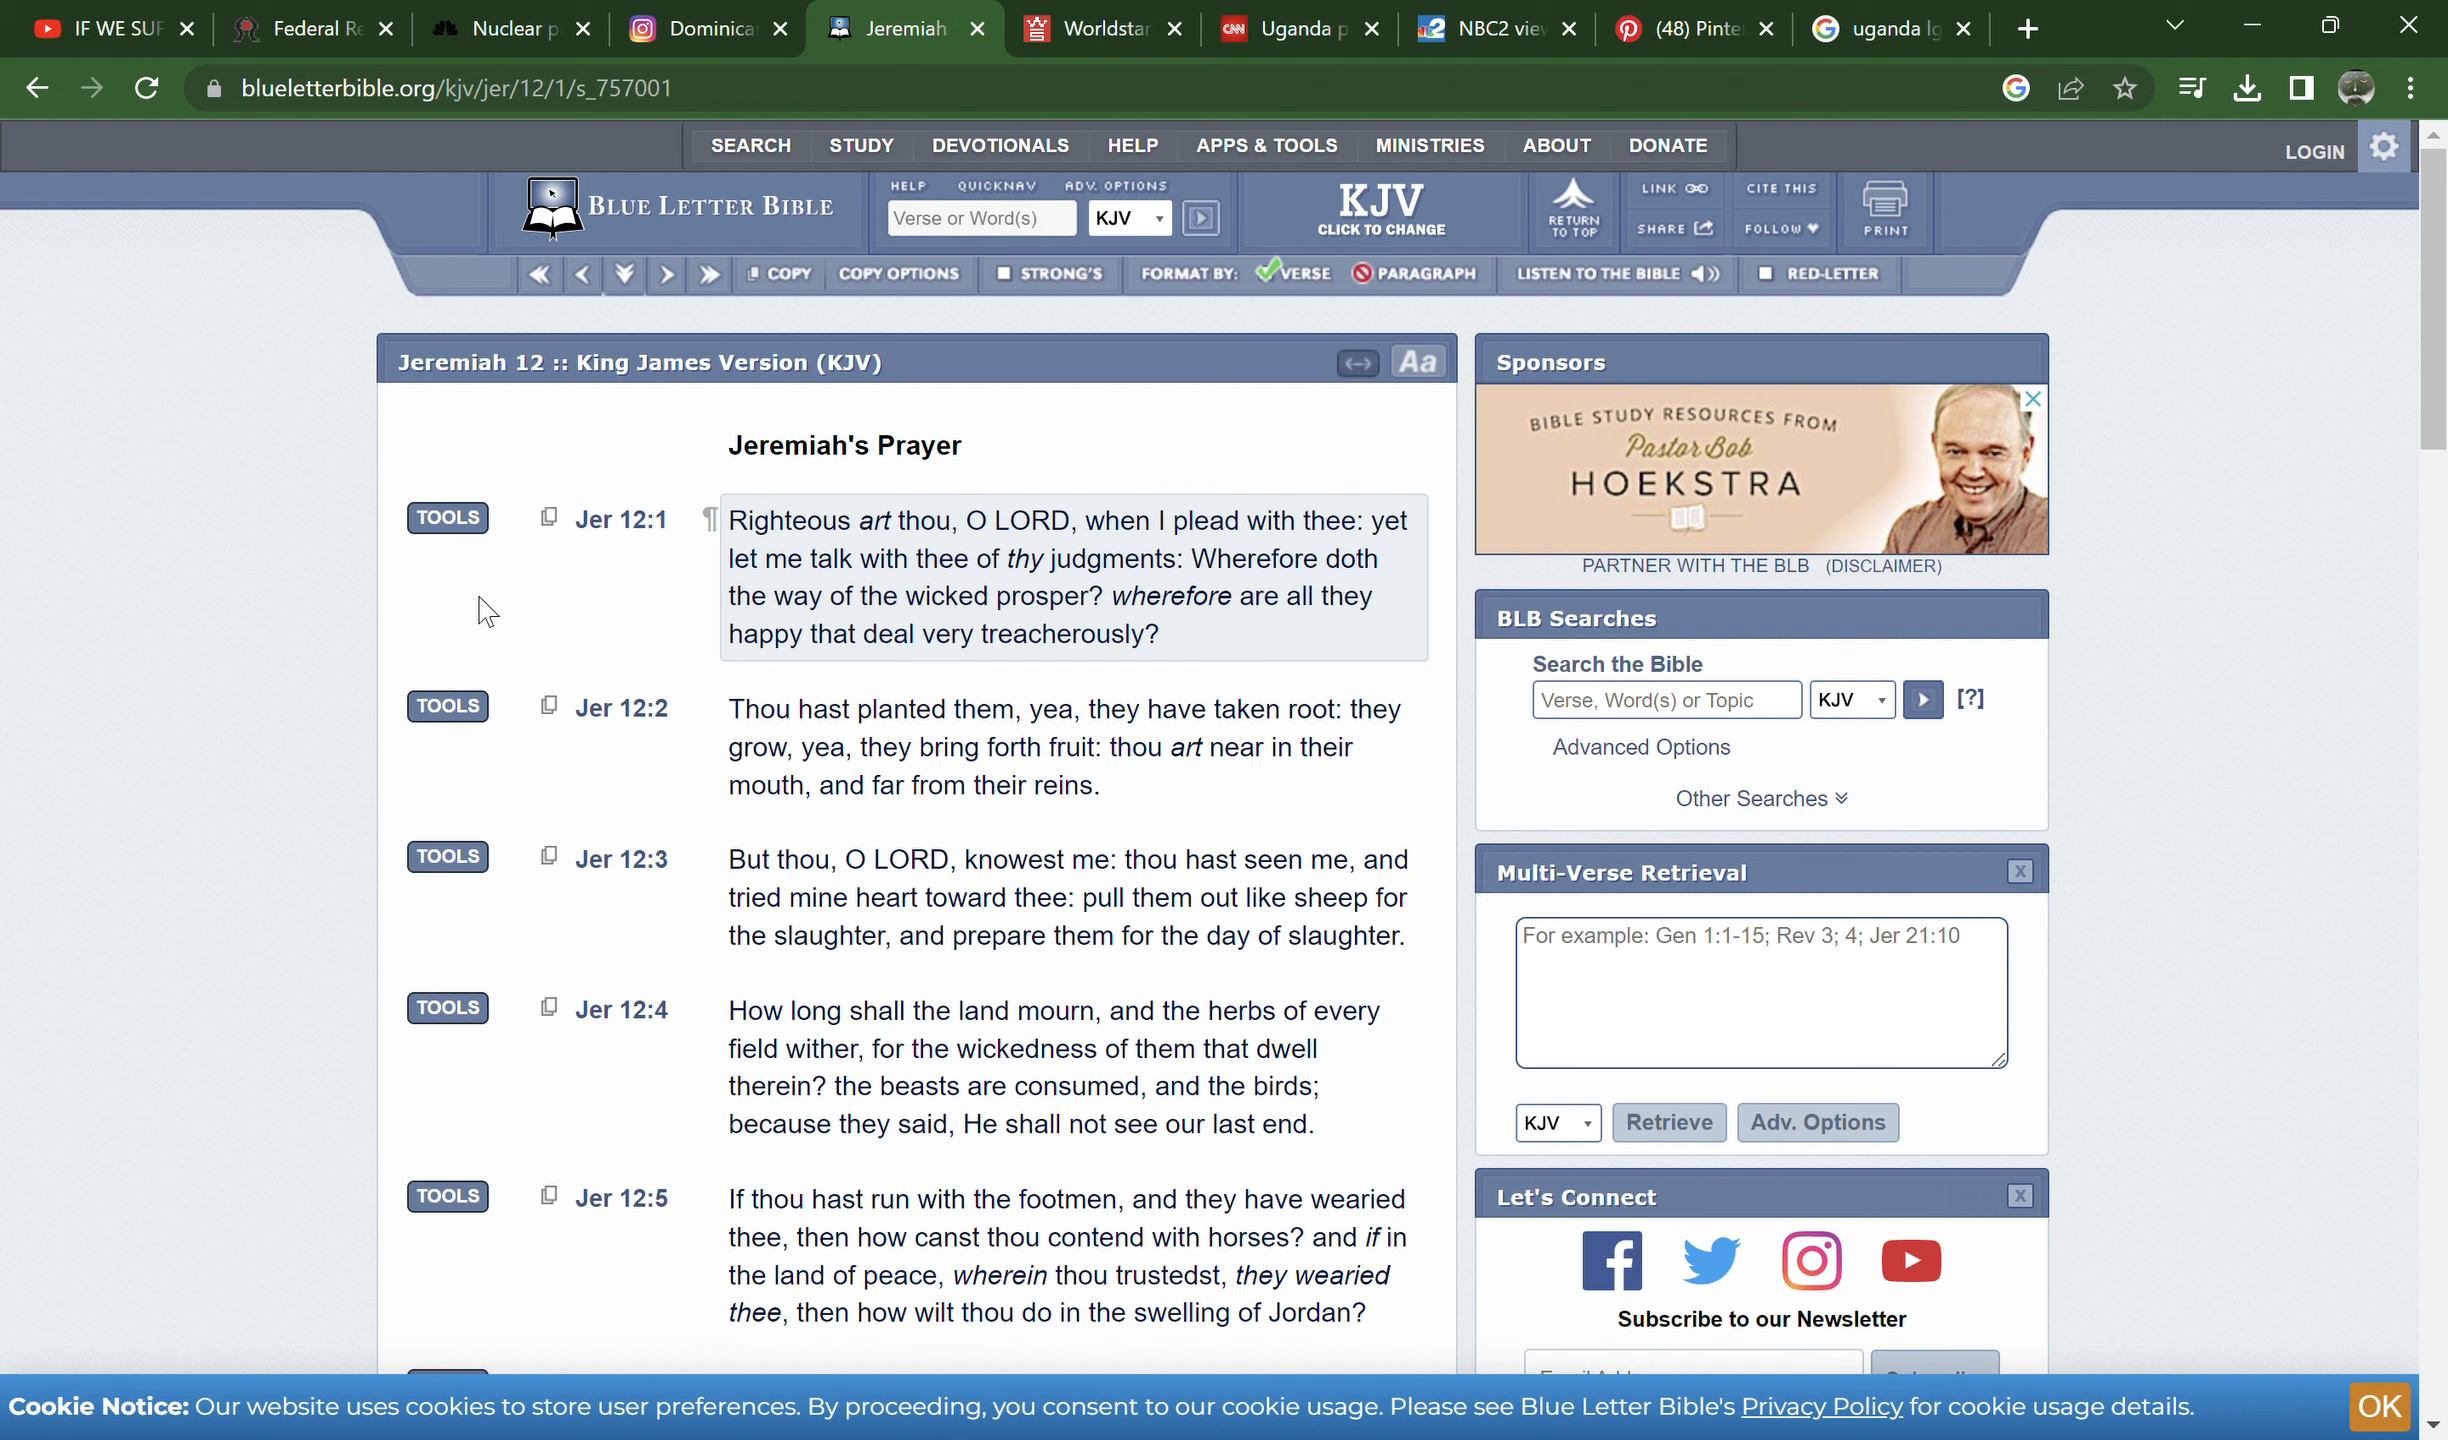 IF WE SUF
Federal Re
Nuclear p
Dominica
Jeremiah
Worldstar
CNN Uganda p
NBC2 vie
(48) Pinte
uganda lg
blueletterbible.org/kjv/jer/12/1/s_757001
SEARCH STUDY DEVOTIONALS HELP APPS & TOOLS MINISTRIES ABOUT DONATE
LOGIN
BLUE LETTER BIBLE
HELP QUICKNAV ADV. OPTIONS
Verse or Word(s) KJV
KJV
CLICK TO CHANGE
RETURN
TO TOP
LINK CITE THIS
SHARE FOLLOW
PRINT
COPY COPY OPTIONS STRONG'S FORMAT BY: VERSE PARAGRAPH LISTEN TO THE BIBLE RED-LETTER
Jeremiah 12 :: King James Version (KJV) Aa
Jeremiah's Prayer
TOOLS Jer 12:1 ¶ Righteous art thou, O LORD, when I plead with thee: yet
let me talk with thee of thy judgments: Wherefore doth
the way of the wicked prosper? wherefore are all they
happy that deal very treacherously?
TOOLS Jer 12:2 Thou hast planted them, yea, they have taken root: they
grow, yea, they bring forth fruit: thou art near in their
mouth, and far from their reins.
TOOLS Jer 12:3 But thou, O LORD, knowest me: thou hast seen me, and
tried mine heart toward thee: pull them out like sheep for
the slaughter, and prepare them for the day of slaughter.
TOOLS Jer 12:4 How long shall the land mourn, and the herbs of every
field wither, for the wickedness of them that dwell
therein? the beasts are consumed, and the birds;
because they said, He shall not see our last end.
TOOLS Jer 12:5 If thou hast run with the footmen, and they have wearied
thee, then how canst thou contend with horses? and if in
the land of peace, wherein thou trustedst, they wearied
thee, then how wilt thou do in the swelling of Jordan?
Sponsors
BIBLE STUDY RESOURCES FROM
Pastor Bob
HOEKSTRA
PARTNER WITH THE BLB (DISCLAIMER)
BLB Searches
Search the Bible
Verse, Word(s) or Topic KJV [?]
Advanced Options
Other Searches
Multi-Verse Retrieval X
For example: Gen 1:1-15; Rev 3; 4; Jer 21:10
KJV Retrieve Adv. Options
Let's Connect X
Subscribe to our Newsletter
Cookie Notice: Our website uses cookies to store user preferences. By proceeding, you consent to our cookie usage. Please see Blue Letter Bible's Privacy Policy for cookie usage details. OK